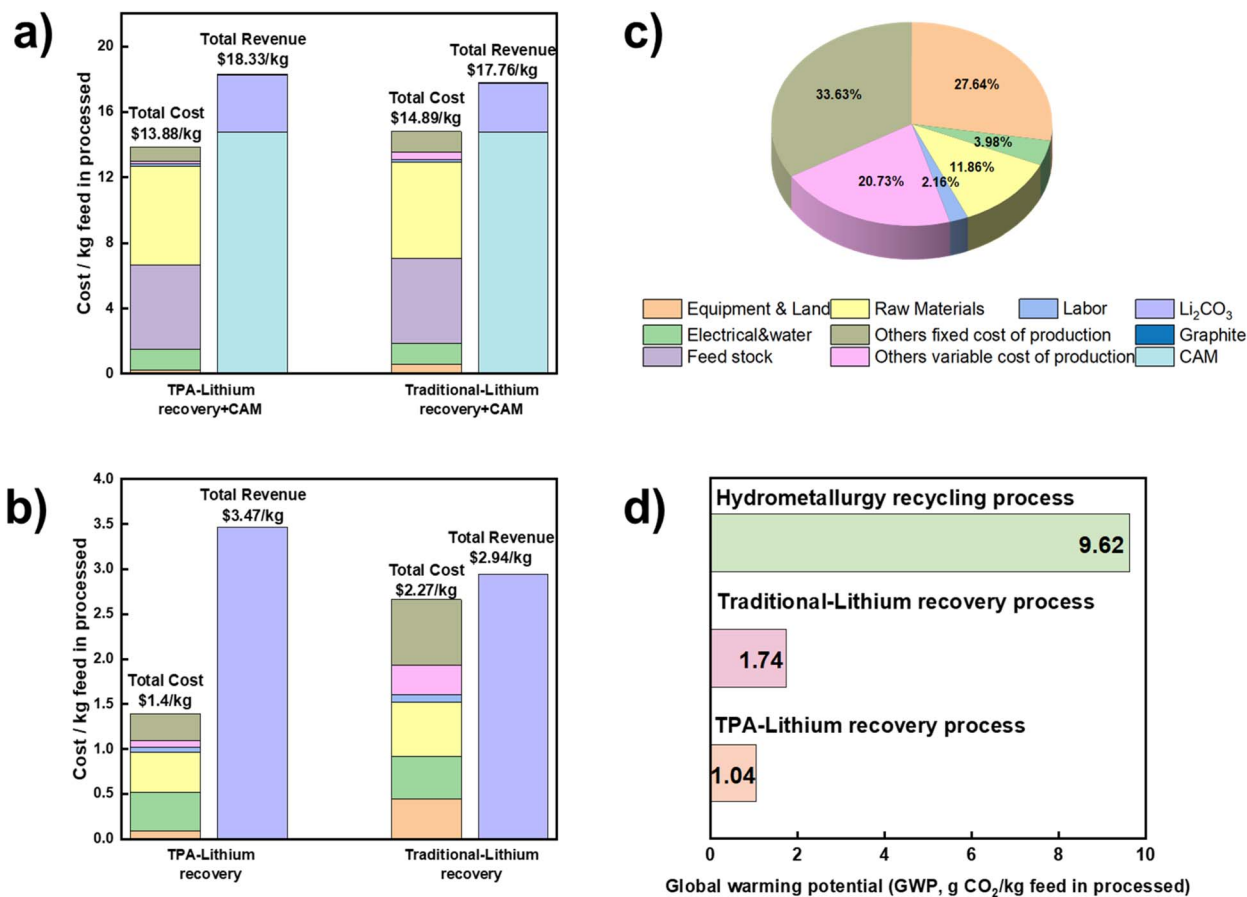 a)
Cost / kg feed in processed
20
16
12
8
4
0
Total Cost
$13.88/kg
Total Revenue
$18.33/kg
Total Cost
$14.89/kg
Total Revenue
$17.76/kg
TPA-Lithium
recovery+CAM
Traditional-Lithium
recovery+CAM
c)
33.63%
27.64%
3.98%
11.86%
2.16%
20.73%
Equipment & Land
Raw Materials
Labor
Li₂CO₃
Electrical&water
Others fixed cost of production
Graphite
Feed stock
Others variable cost of production
CAM
b)
Cost / kg feed in processed
4.0
3.5
3.0
2.5
2.0
1.5
1.0
0.5
0.0
Total Cost
$1.4/kg
Total Revenue
$3.47/kg
Total Cost
$2.27/kg
Total Revenue
$2.94/kg
TPA-Lithium
recovery
Traditional-Lithium
recovery
d)
Hydrometallurgy recycling process
9.62
Traditional-Lithium recovery process
1.74
TPA-Lithium recovery process
1.04
0
2
4
6
8
10
Global warming potential (GWP, g CO₂/kg feed in processed)